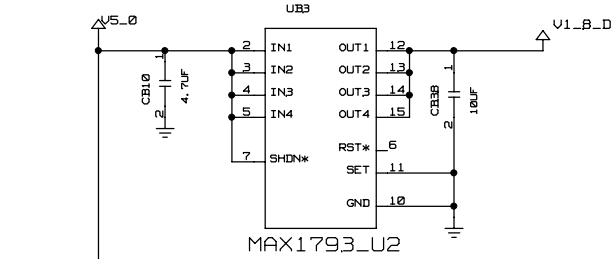 UB3
V5_0
V1_8_D
2 IN1 OUT1 12
3 IN2 OUT2 13
4 IN3 OUT3 14
5 IN4 OUT4 15
RST* 6
7 SHDN*
SET 11
GND 10
MAX1793_U2
1
CB10
4.7UF
2
1
CB38
10UF
2